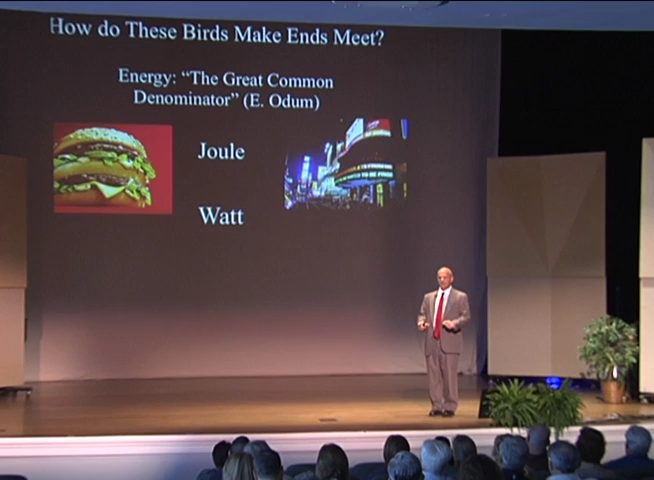 How do These Birds Make Ends Meet?
Energy: “The Great Common
Denominator” (E. Odum)
Joule
Watt